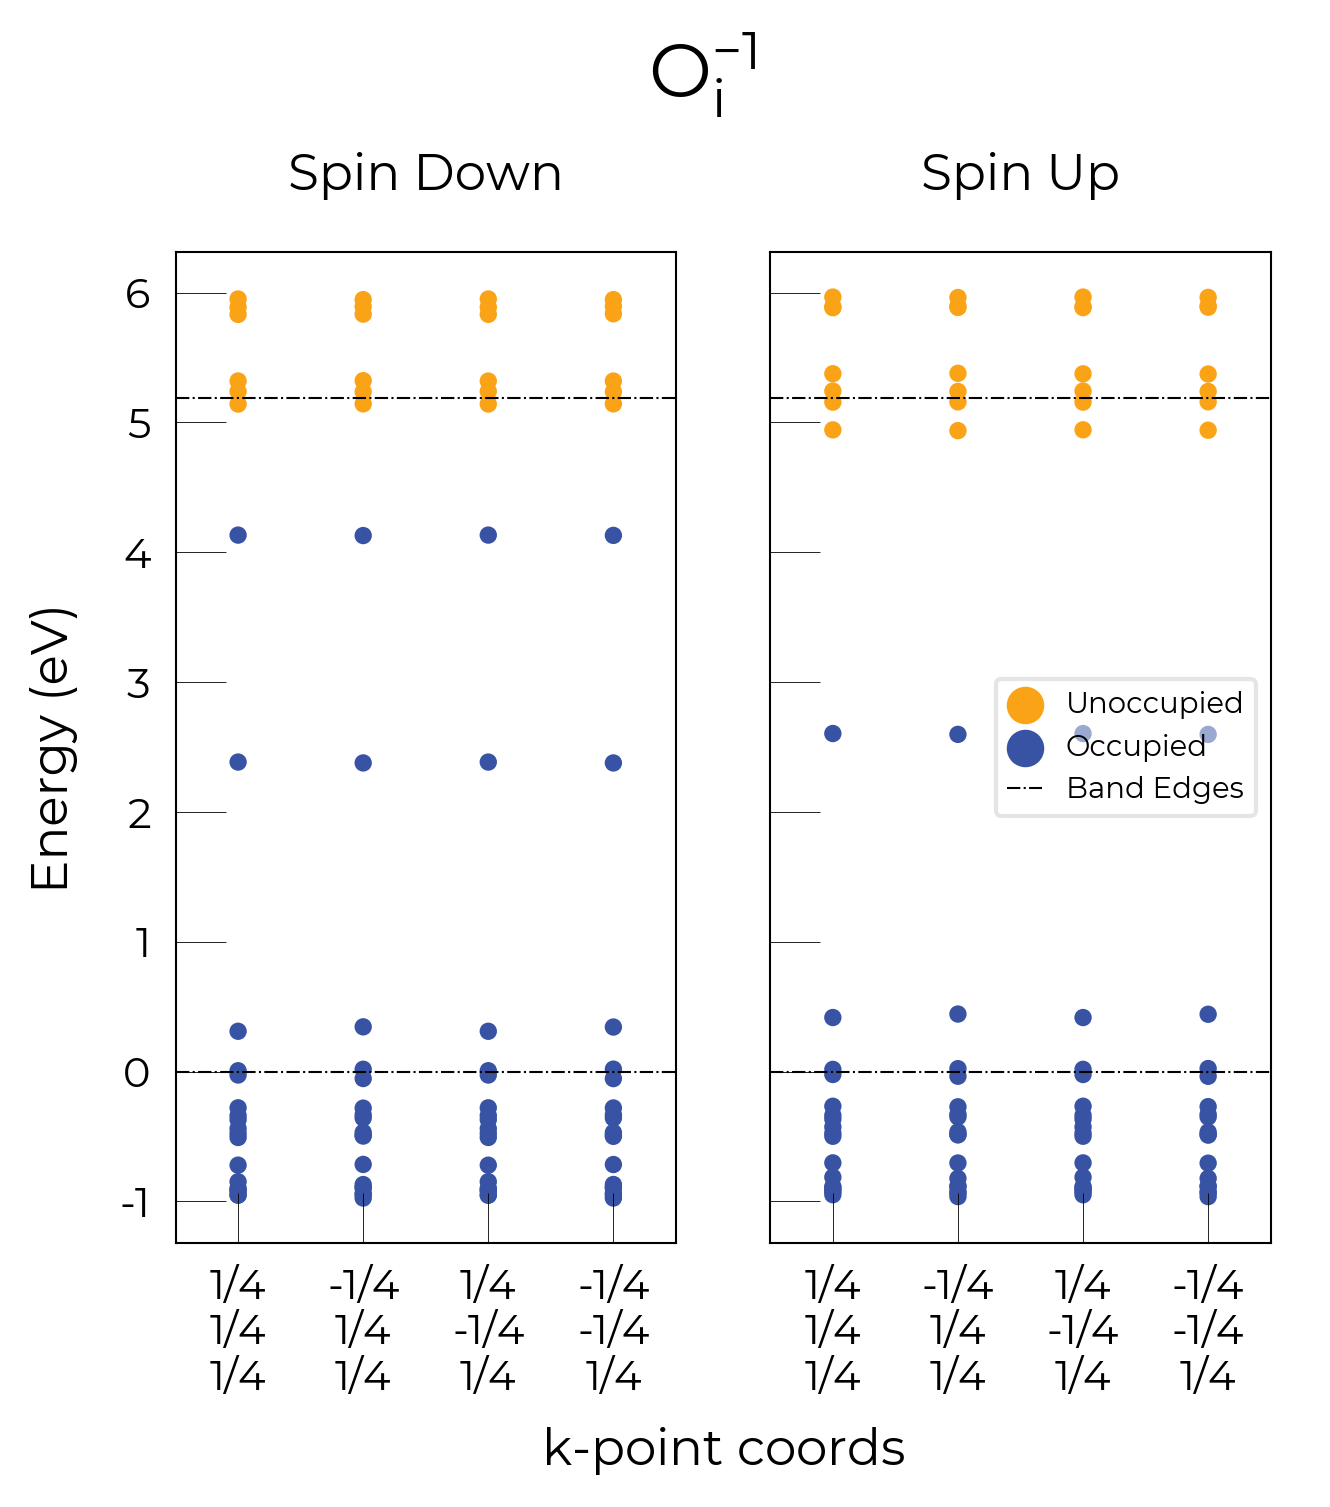 O_i^{−1}
Spin Down
Spin Up
Energy (eV)
6
5
4
3
2
1
0
-1
Unoccupied
Occupied
Band Edges
1/4 -1/4 1/4 -1/4 1/4 -1/4 1/4 -1/4
1/4 1/4 -1/4 -1/4 1/4 1/4 -1/4 -1/4
1/4 1/4 1/4 1/4 1/4 1/4 1/4 1/4
k-point coords